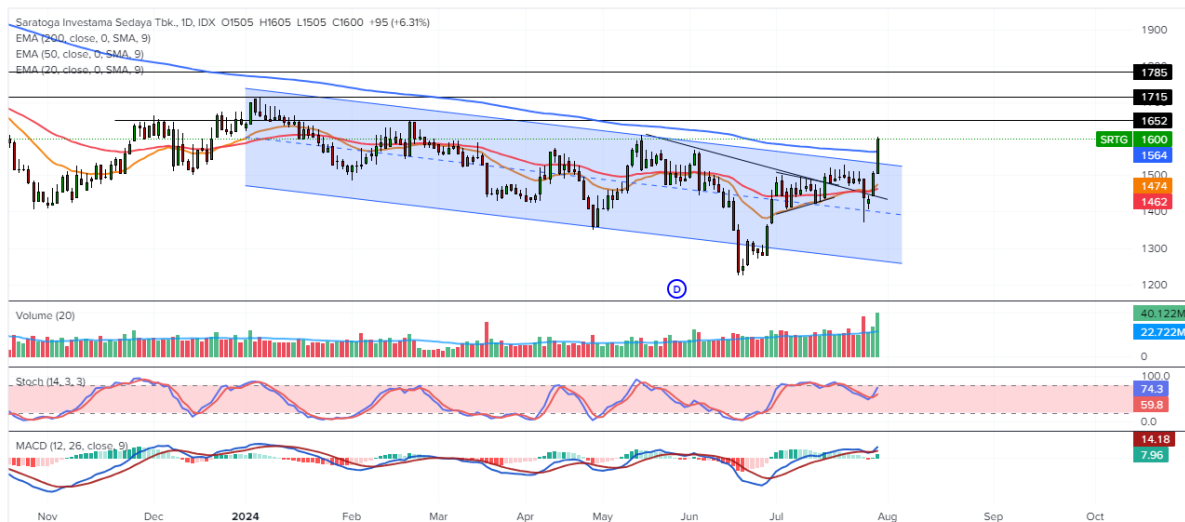 Saratoga Investama Sedaya Tbk., 1D, IDX O1505 H1605 L1505 C1600 +95 (+6.31%)
EMA (200, close, 0, SMA, 9)
EMA (50, close, 0, SMA, 9)
EMA (20, close, 0, SMA, 9)
1900
1785
1715
1652
SRTG 1600
1564
1500
1474
1462
1400
1300
1200
D
Volume (20)
40.122M
22.722M
0
Stoch (14, 3, 3)
100.0
74.3
59.8
0.0
MACD (12, 26, close, 9)
14.18
7.96
Nov Dec 2024 Feb Mar Apr May Jun Jul Aug Sep Oct